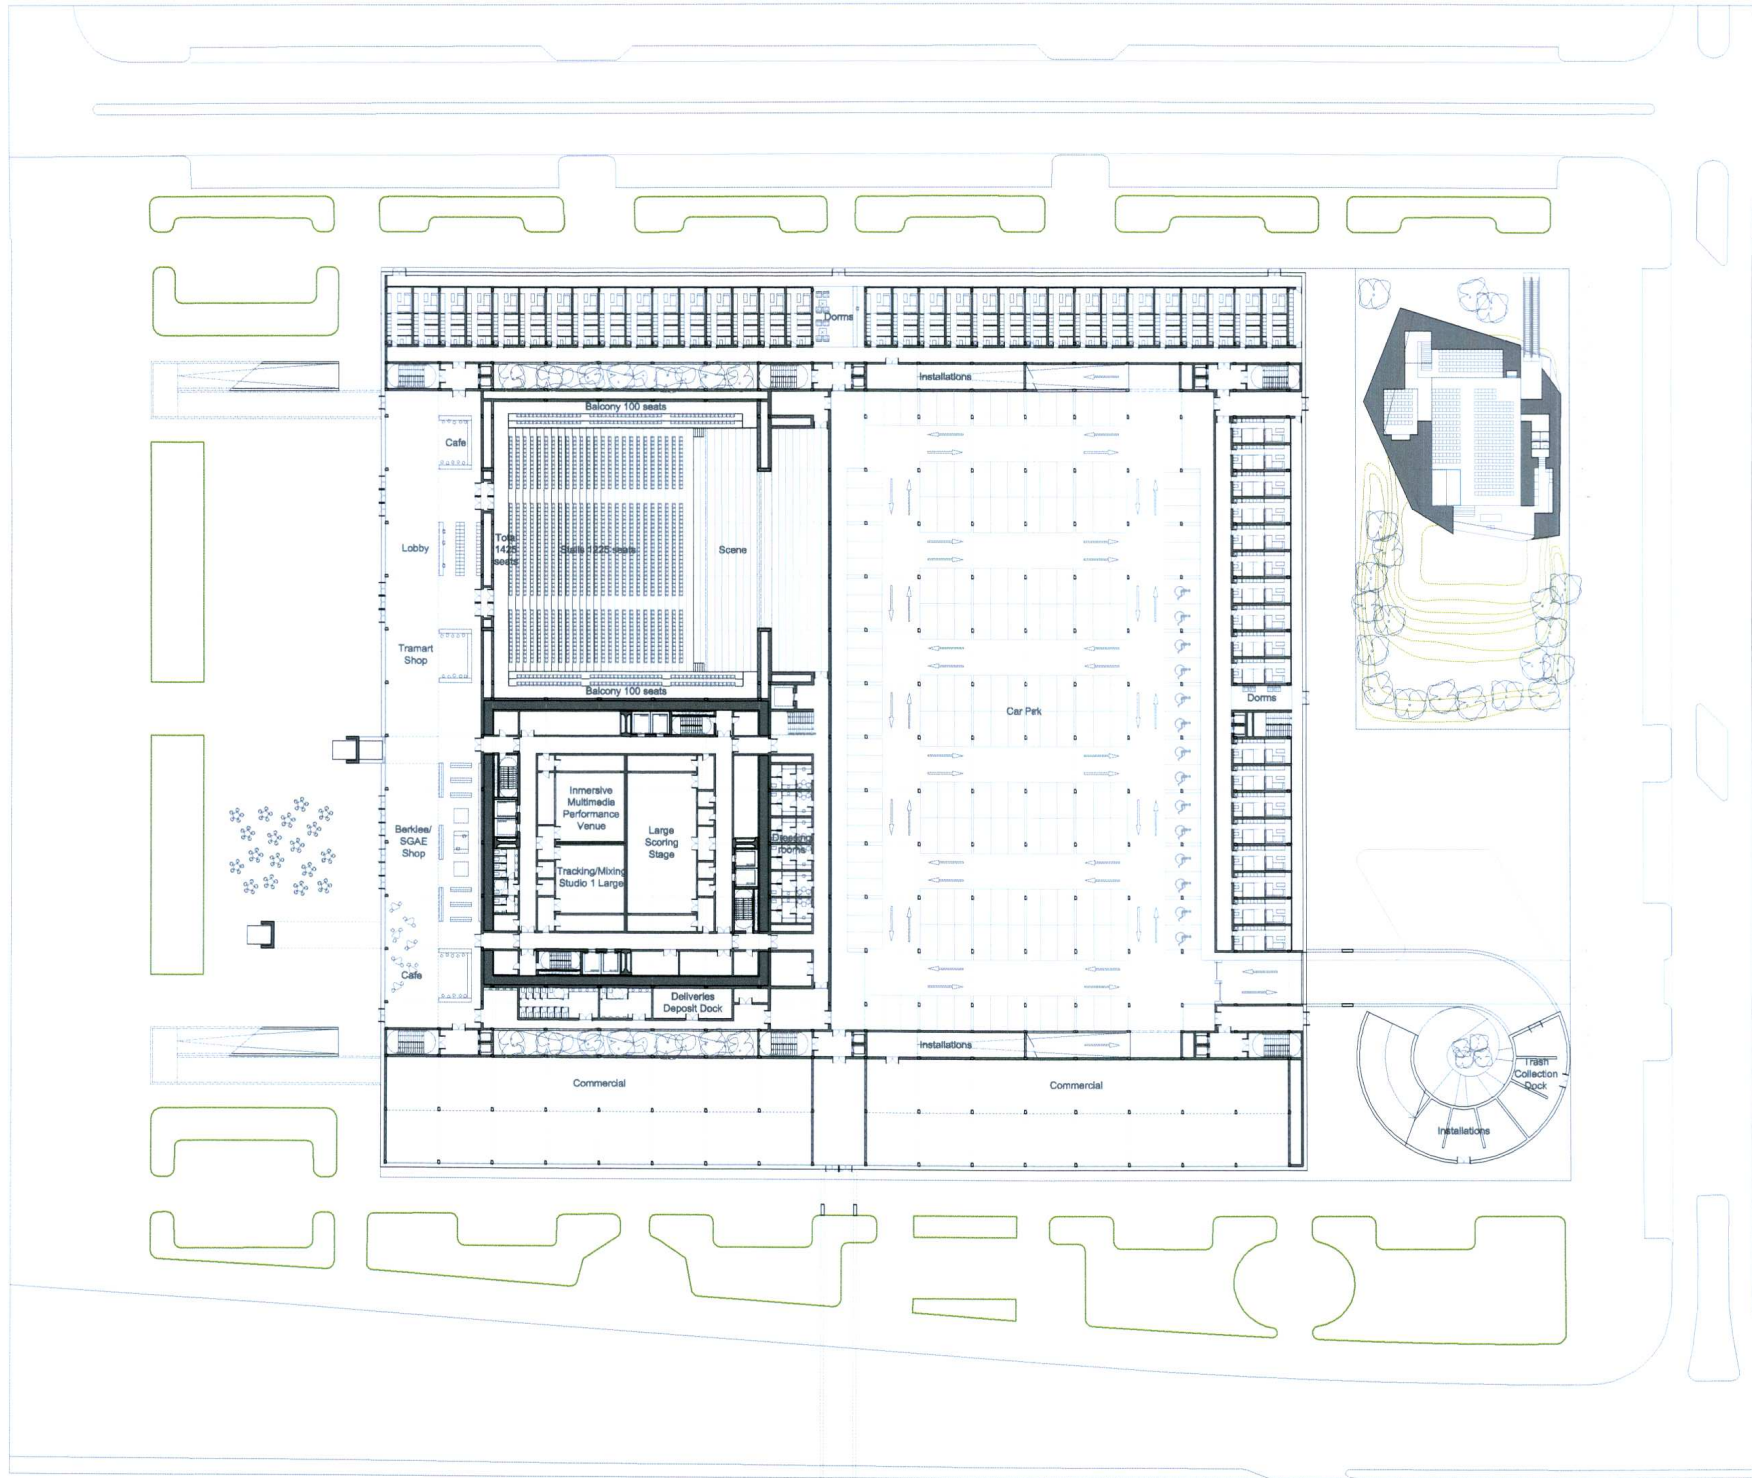 Dorms
Installations
Balcony 100 seats
Cafe
Lobby
Total
1425
seats
Stalls 1225 seats
Scene
Tramart
Shop
Balcony 100 seats
Dorms
Car Park
Inmersive
Multimedia
Performance
Venue
Large
Scoring
Stage
Berklee/
SGAE
Shop
Dressing
rooms
Tracking/Mixing
Studio 1 Large
Cafe
Deliveries
Deposit Dock
Installations
Commercial
Commercial
Trash
Collection
Dock
Installations